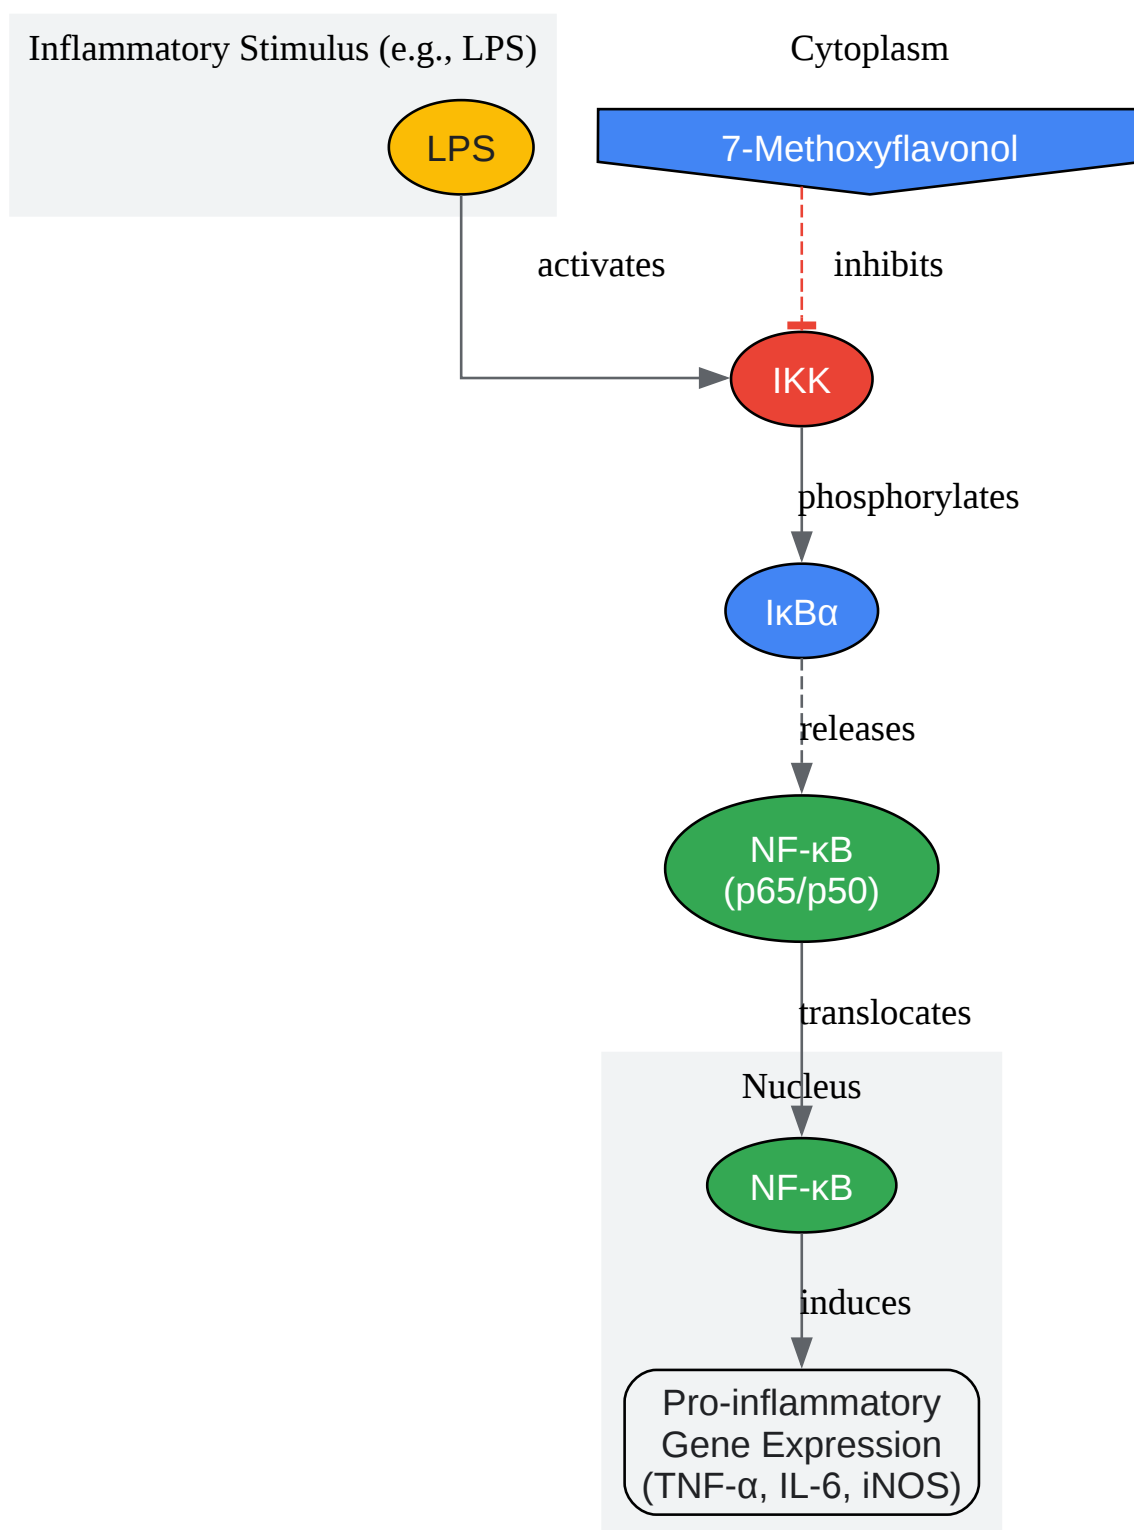 Inflammatory Stimulus (e.g., LPS)
Cytoplasm
LPS
7-Methoxyflavonol
activates
inhibits
IKK
phosphorylates
IκBα
releases
NF-κB
(p65/p50)
translocates
Nucleus
NF-κB
induces
Pro-inflammatory
Gene Expression
(TNF-α, IL-6, iNOS)